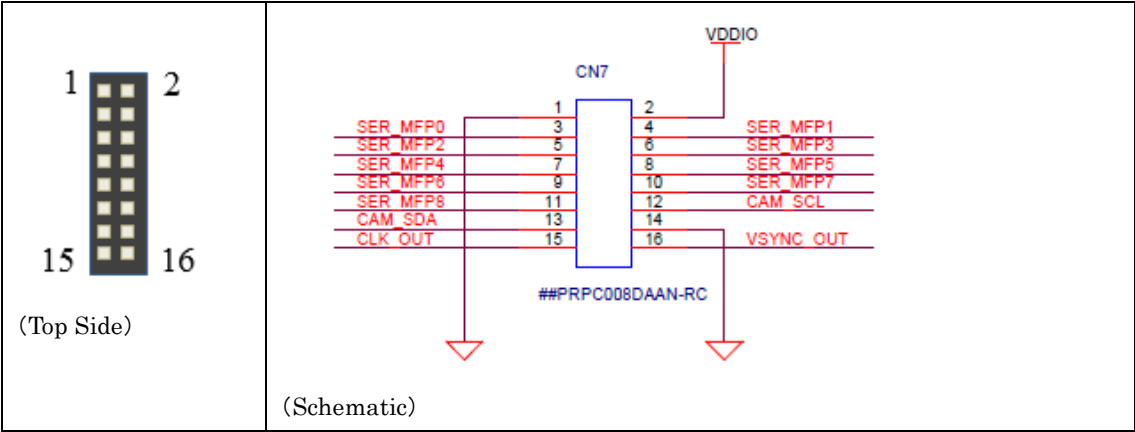 1 2
15 16
(Top Side)
VDDIO
CN7
1 2
SER_MFP0 3 4 SER_MFP1
SER_MFP2 5 6 SER_MFP3
SER_MFP4 7 8 SER_MFP5
SER_MFP6 9 10 SER_MFP7
SER_MFP8 11 12 CAM_SCL
CAM_SDA 13 14
CLK_OUT 15 16 VSYNC_OUT
##PRPC008DAAN-RC
(Schematic)